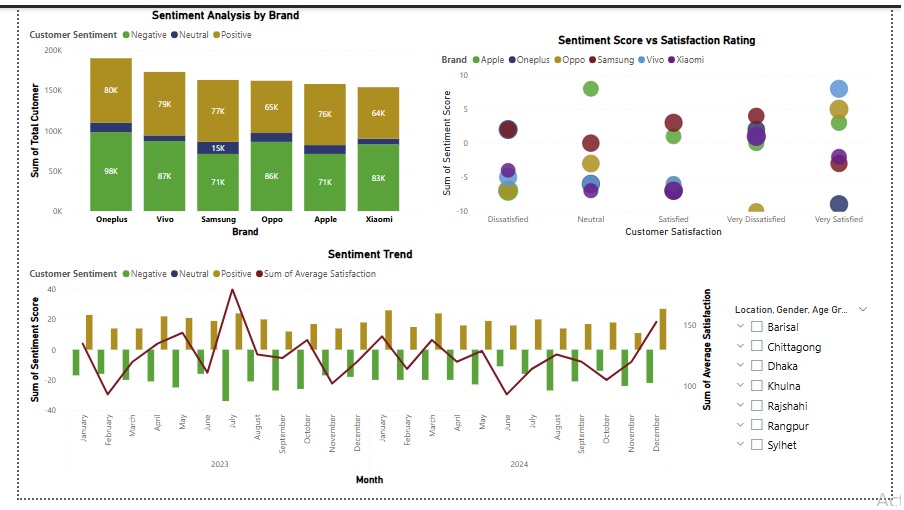 Sentiment Analysis by Brand
Customer Sentiment Negative Neutral Positive
Sum of Total Cutomer
200K
150K
100K
50K
0K
80K
98K
79K
87K
77K
15K
71K
65K
86K
76K
71K
64K
83K
Oneplus Vivo Samsung Oppo Apple Xiaomi
Brand
Sentiment Score vs Satisfaction Rating
Brand Apple Oneplus Oppo Samsung Vivo Xiaomi
Sum of Sentiment Score
10
5
0
-5
-10
Dissatisfied Neutral Satisfied Very Dissatisfied Very Satisfied
Customer Satisfaction
Sentiment Trend
Customer Sentiment Negative Neutral Positive Sum of Average Satisfaction
Sum of Sentiment Score
40
20
0
-20
-40
150
100
Sum of Average Satisfaction
January February March April May June July August September October November December January February March April May June July August September October November December
2023 2024
Month
Location, Gender, Age Gr...
Barisal
Chittagong
Dhaka
Khulna
Rajshahi
Rangpur
Sylhet
Act